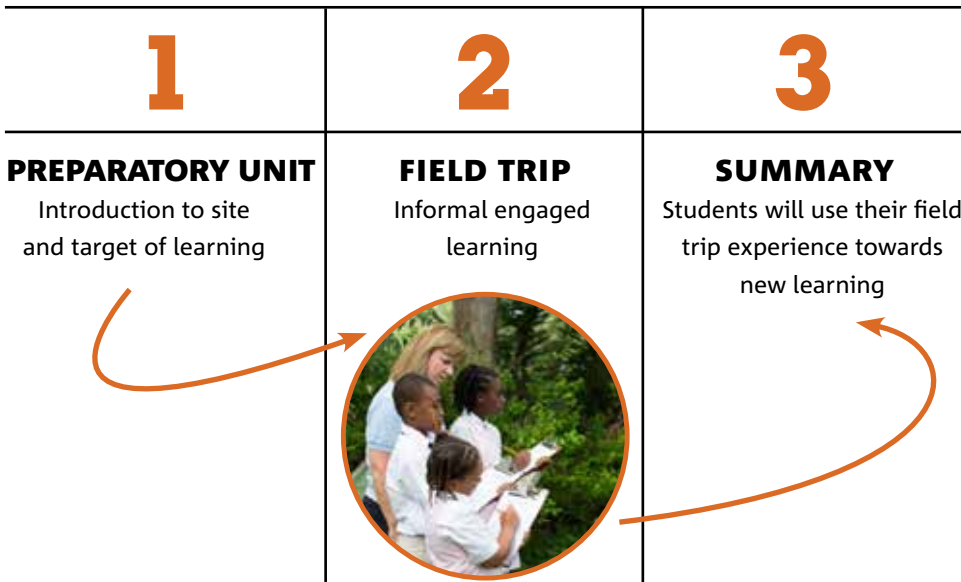 1
PREPARATORY UNIT
Introduction to site
and target of learning
2
FIELD TRIP
Informal engaged
learning
3
SUMMARY
Students will use their field
trip experience towards
new learning